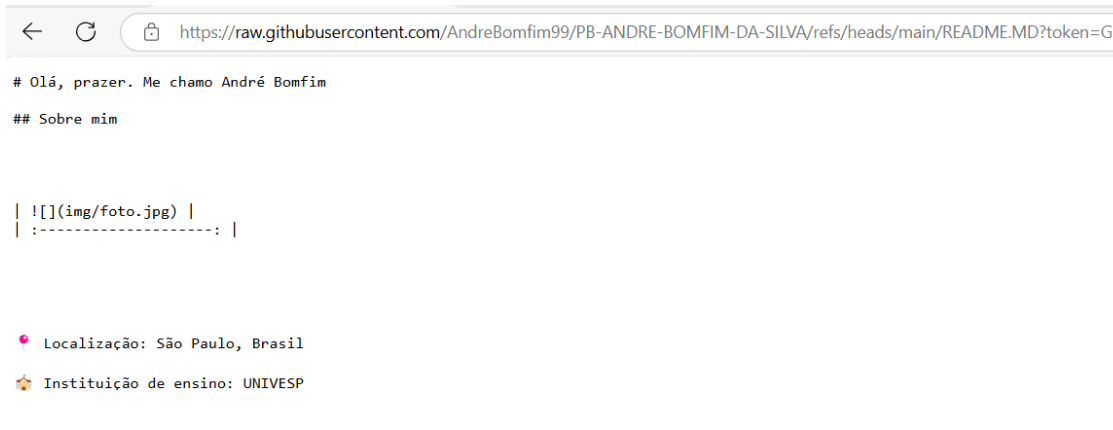 https://raw.githubusercontent.com/AndreBomfim99/PB-ANDRE-BOMFIM-DA-SILVA/refs/heads/main/README.MD?token=G
# Olá, prazer. Me chamo André Bomfim
## Sobre mim
| ![](img/foto.jpg) |
| :--------------------: |
📍 Localização: São Paulo, Brasil
🏫 Instituição de ensino: UNIVESP